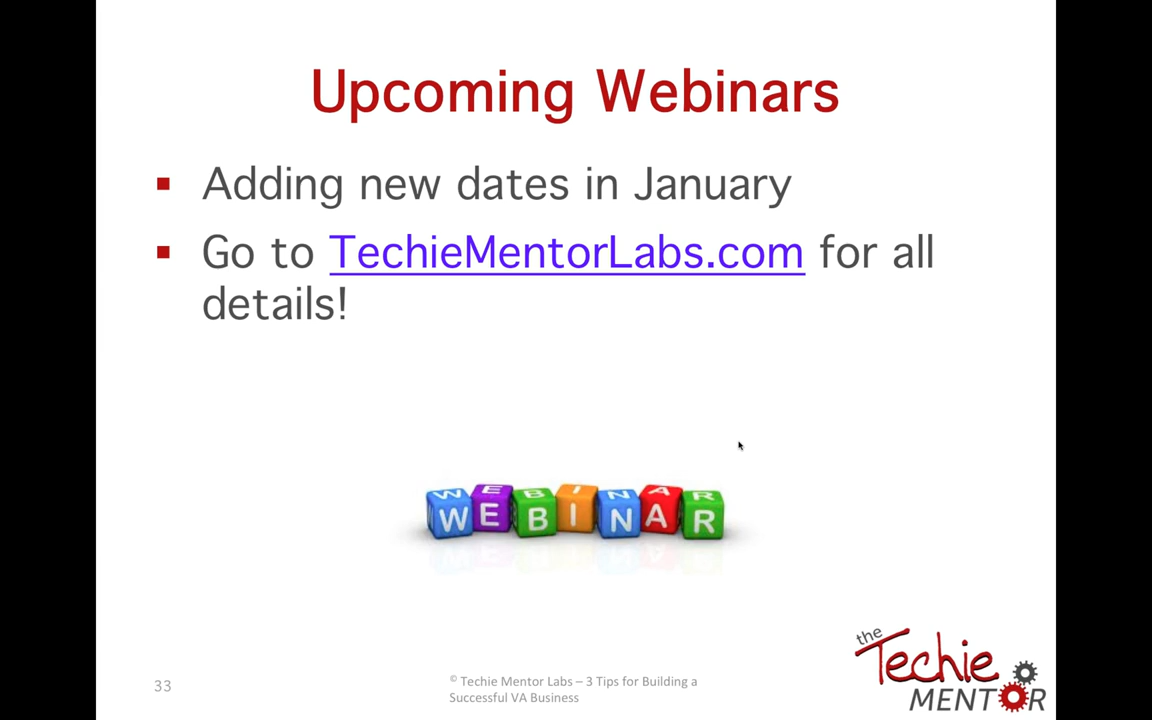 Upcoming Webinars
▪ Adding new dates in January
▪ Go to TechieMentorLabs.com for all
details!
W E B I N A R
W E B I N A R
33
© Techie Mentor Labs – 3 Tips for Building a
Successful VA Business
the
Techie
MENTOR